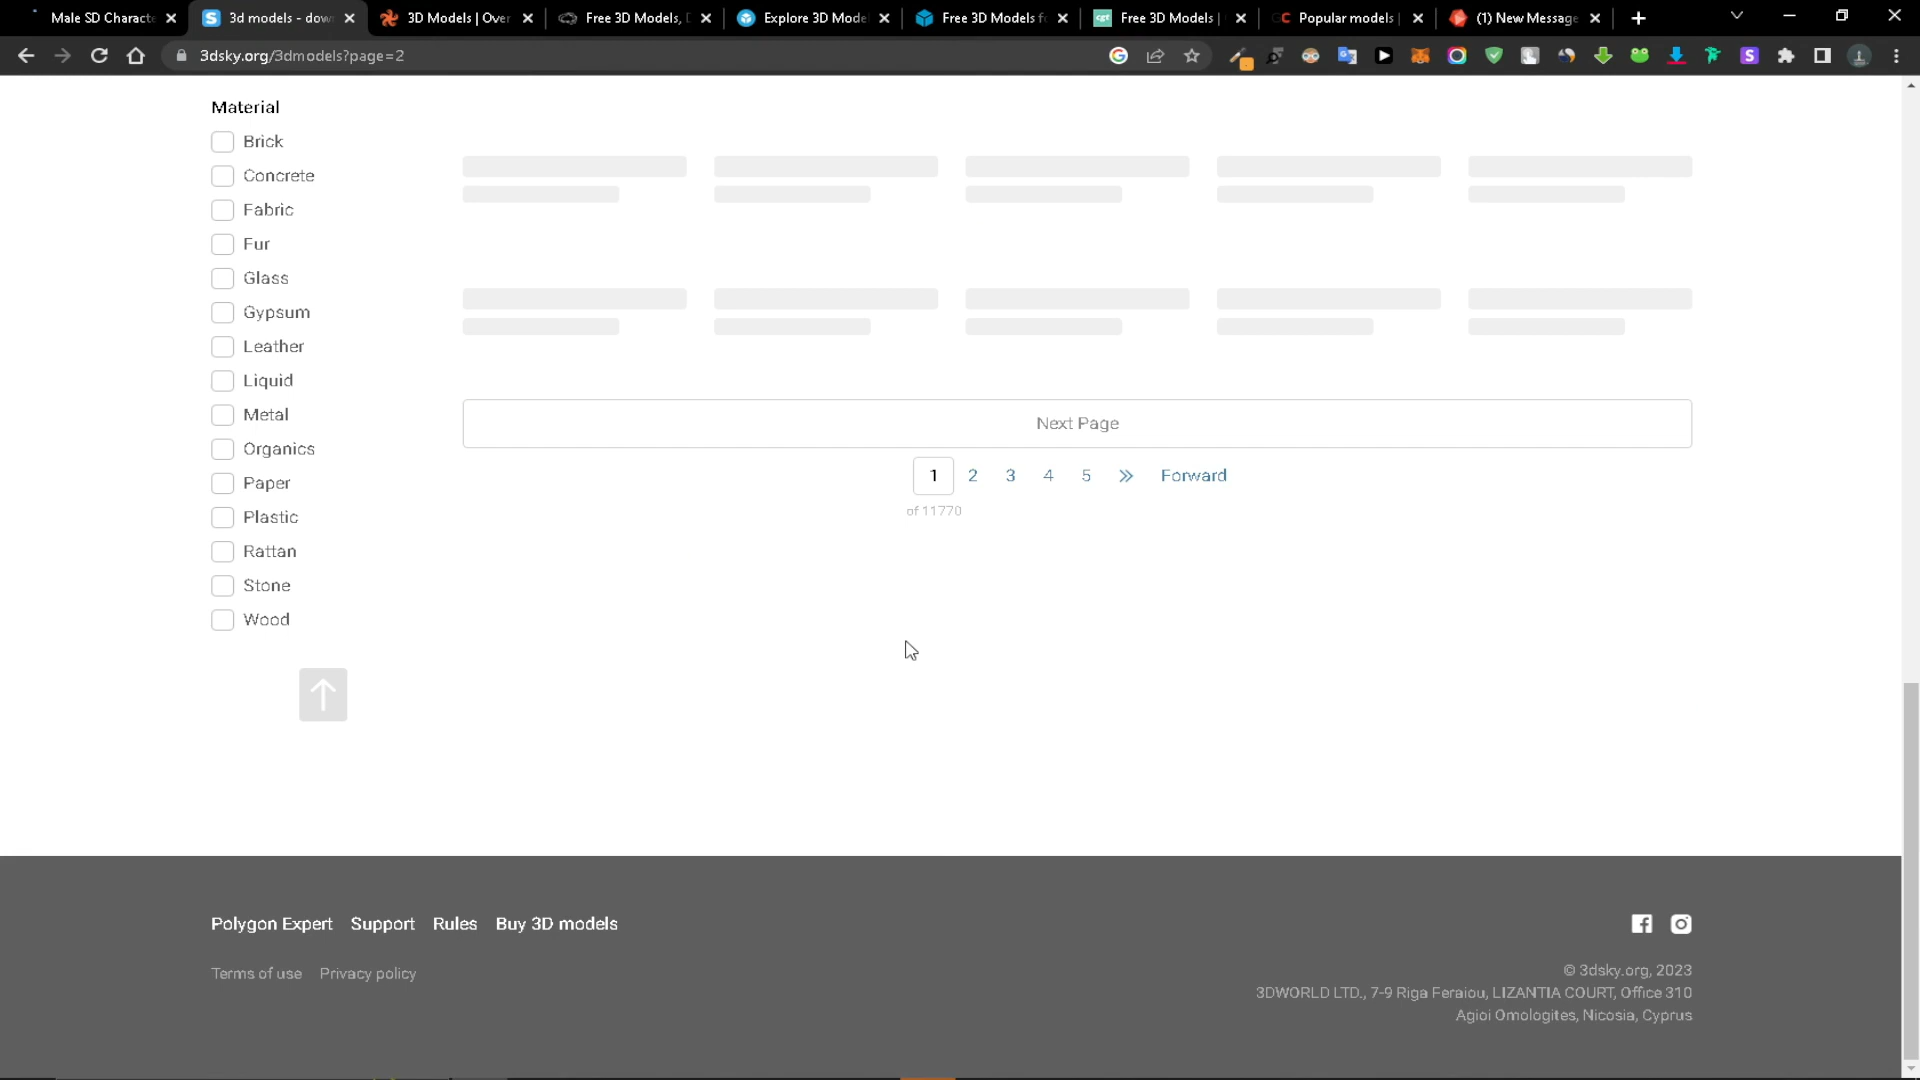 Male SD Characte
3d models - dow
3D Models | Over
Free 3D Models, D
Explore 3D Mode
Free 3D Models f
Free 3D Models |
Popular models |
(1) New Message
3dsky.org/3dmodels?page=2
Material
Brick
Concrete
Fabric
Fur
Glass
Gypsum
Leather
Liquid
Metal
Organics
Paper
Plastic
Rattan
Stone
Wood
Next Page
1 2 3 4 5 » Forward
of 11770
Polygon Expert Support Rules Buy 3D models
Terms of use Privacy policy
© 3dsky.org, 2023
3DWORLD LTD., 7-9 Riga Feraiou, LIZANTIA COURT, Office 310
Agioi Omologites, Nicosia, Cyprus